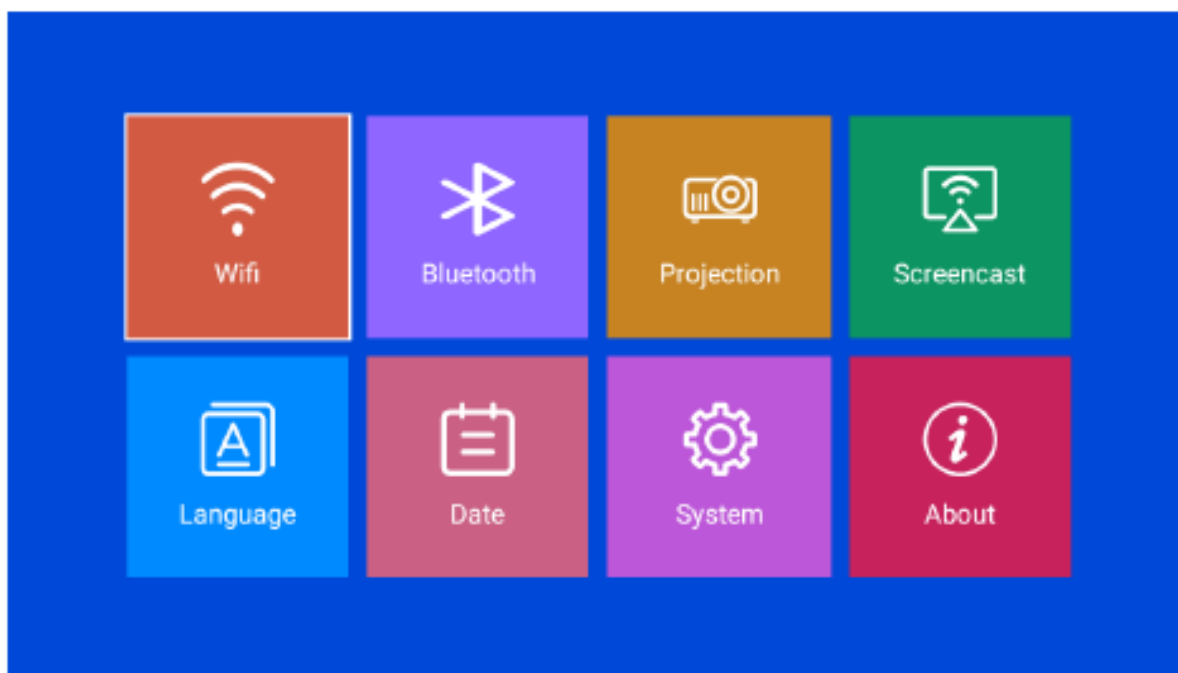 Wifi
Bluetooth
Projection
Screencast
Language
Date
System
About